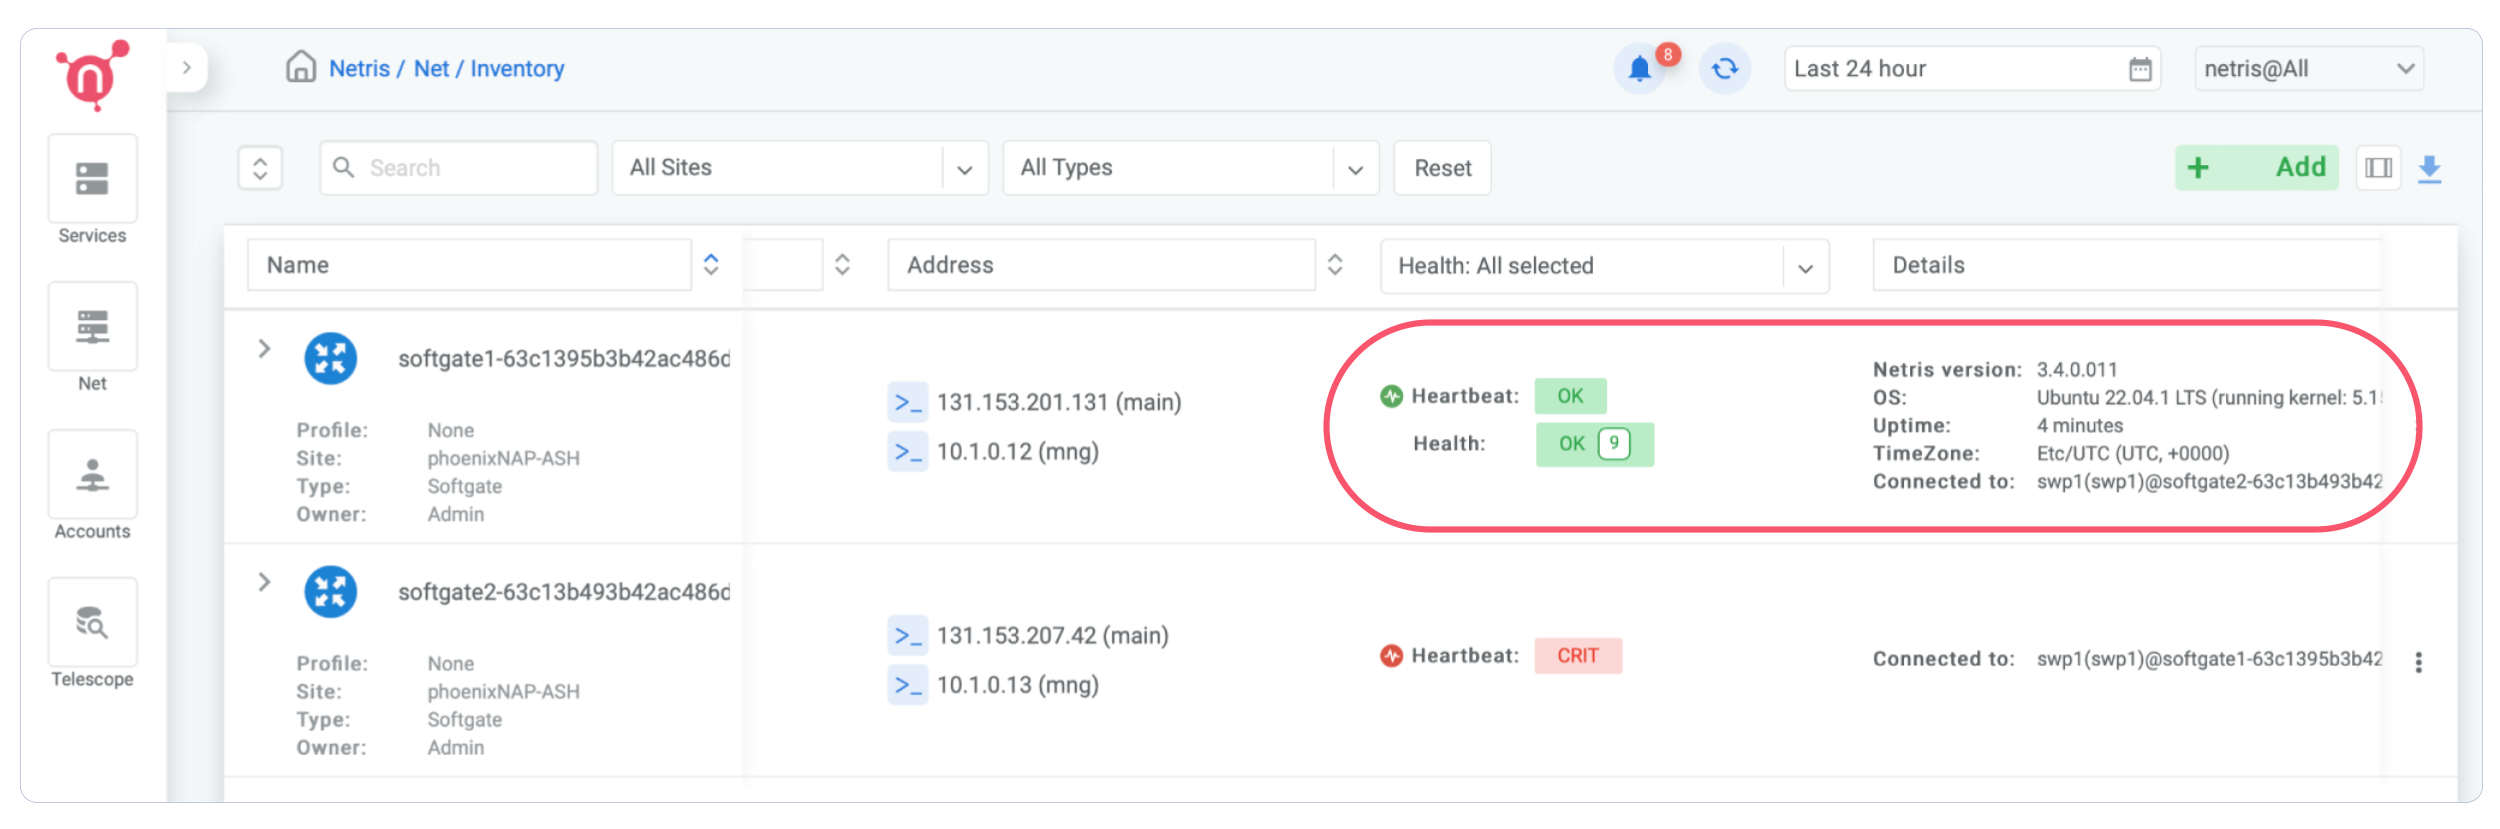 Netris / Net / Inventory
8
Last 24 hour
netris@All
Search
All Sites
All Types
Reset
+ Add
Services
Net
Accounts
Telescope
Name
Address
Health: All selected
Details
softgate1-63c1395b3b42ac486d
Profile: None
Site: phoenixNAP-ASH
Type: Softgate
Owner: Admin
>_ 131.153.201.131 (main)
>_ 10.1.0.12 (mng)
Heartbeat: OK
Health: OK 9
Netris version: 3.4.0.011
OS: Ubuntu 22.04.1 LTS (running kernel: 5.1
Uptime: 4 minutes
TimeZone: Etc/UTC (UTC, +0000)
Connected to: swp1(swp1)@softgate2-63c13b493b42
softgate2-63c13b493b42ac486d
Profile: None
Site: phoenixNAP-ASH
Type: Softgate
Owner: Admin
>_ 131.153.207.42 (main)
>_ 10.1.0.13 (mng)
Heartbeat: CRIT
Connected to: swp1(swp1)@softgate1-63c1395b3b42